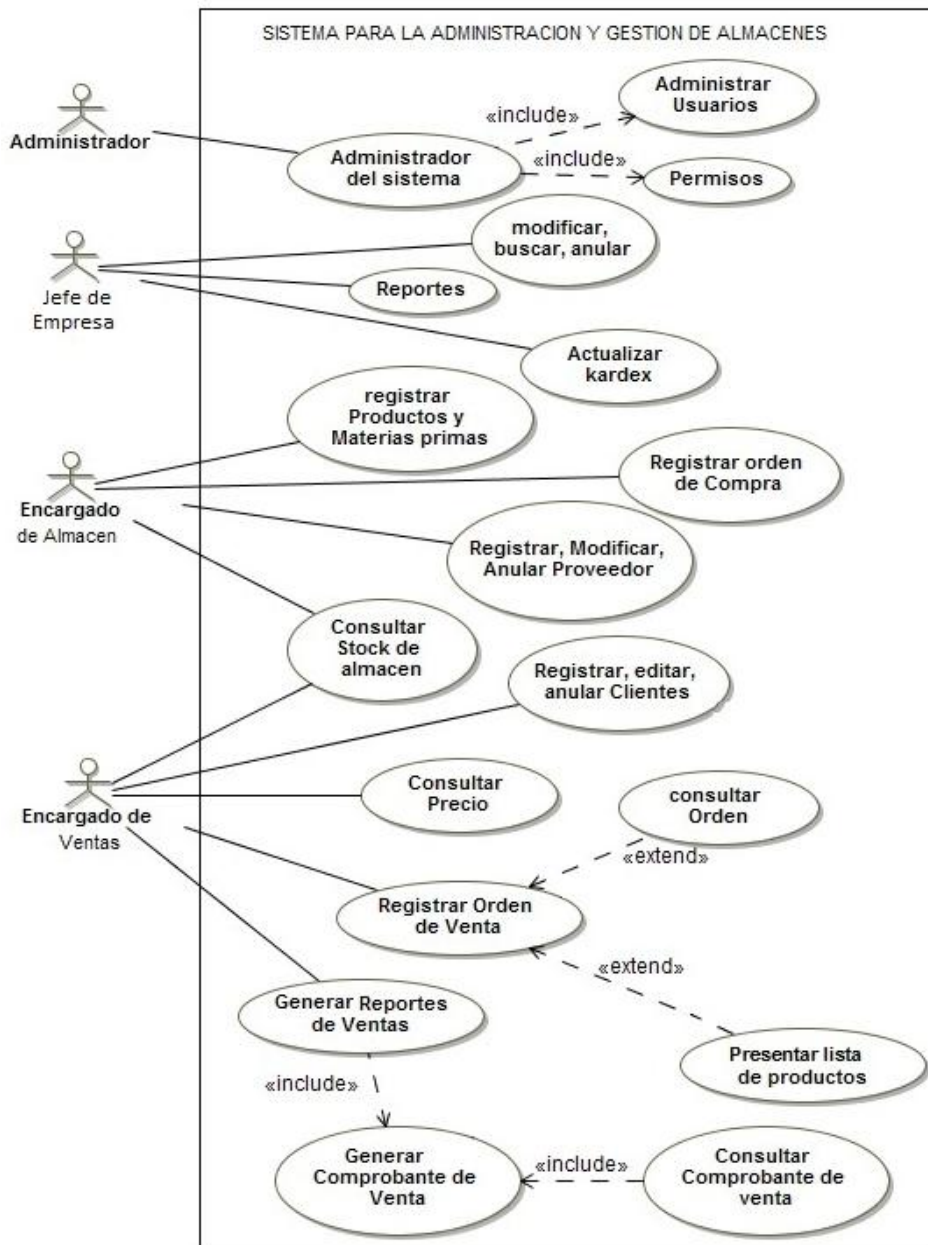 SISTEMA PARA LA ADMINISTRACION Y GESTION DE ALMACENES
Administrador
Administrador
del sistema
«include»
Administrar
Usuarios
«include»
Permisos
Jefe de
Empresa
modificar,
buscar, anular
Reportes
Actualizar
kardex
Encargado
de Almacen
registrar
Productos y
Materias primas
Registrar orden
de Compra
Registrar, Modificar,
Anular Proveedor
Consultar
Stock de
almacen
Registrar, editar,
anular Clientes
Encargado de
Ventas
Consultar
Precio
consultar
Orden
«extend»
Registrar Orden
de Venta
«extend»
Presentar lista
de productos
Generar Reportes
de Ventas
«include»
Generar
Comprobante de
Venta
«include»
Consultar
Comprobante de
venta